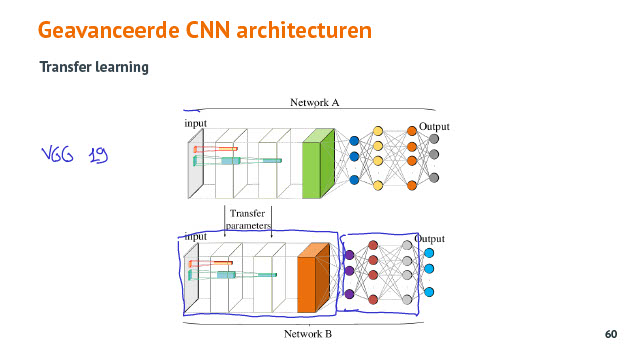 Geavanceerde CNN architecturen
Transfer learning
Network A
input
Output
VGG 19
Transfer
parameters
input
Output
Network B
60